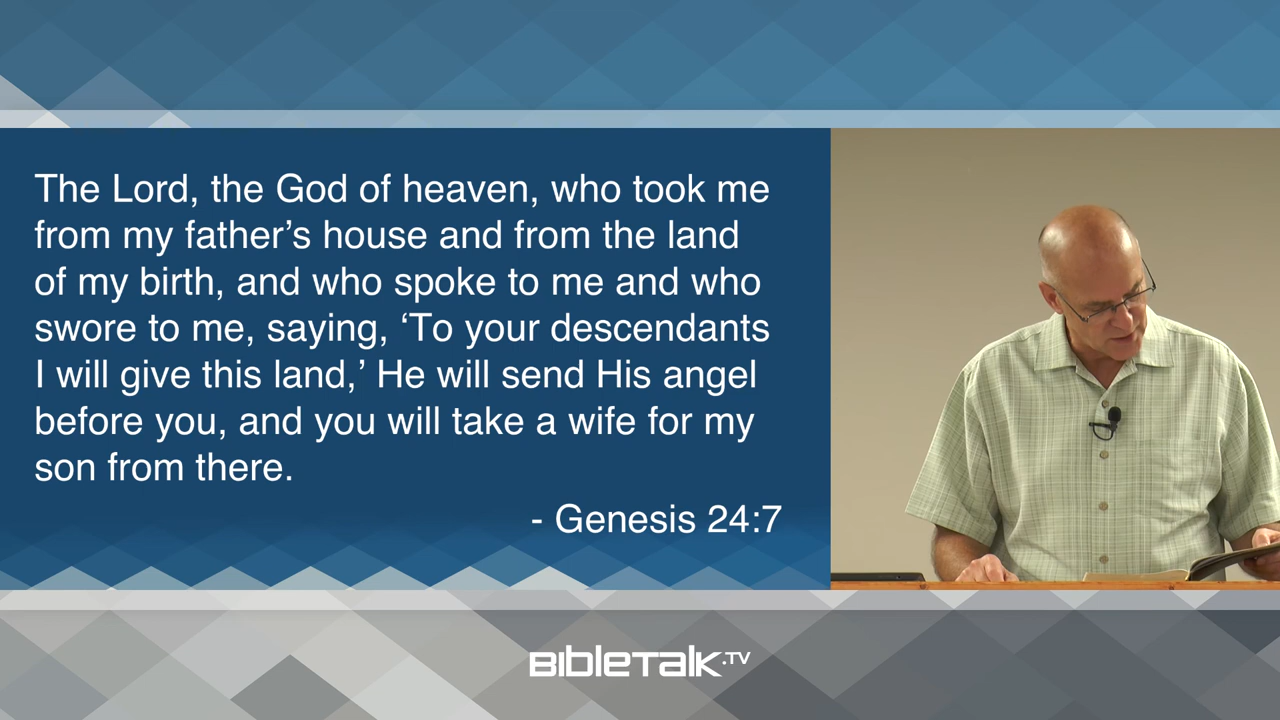 The Lord, the God of heaven, who took me
from my father’s house and from the land
of my birth, and who spoke to me and who
swore to me, saying, ‘To your descendants
I will give this land,’ He will send His angel
before you, and you will take a wife for my
son from there.
- Genesis 24:7
BibleTalk.TV